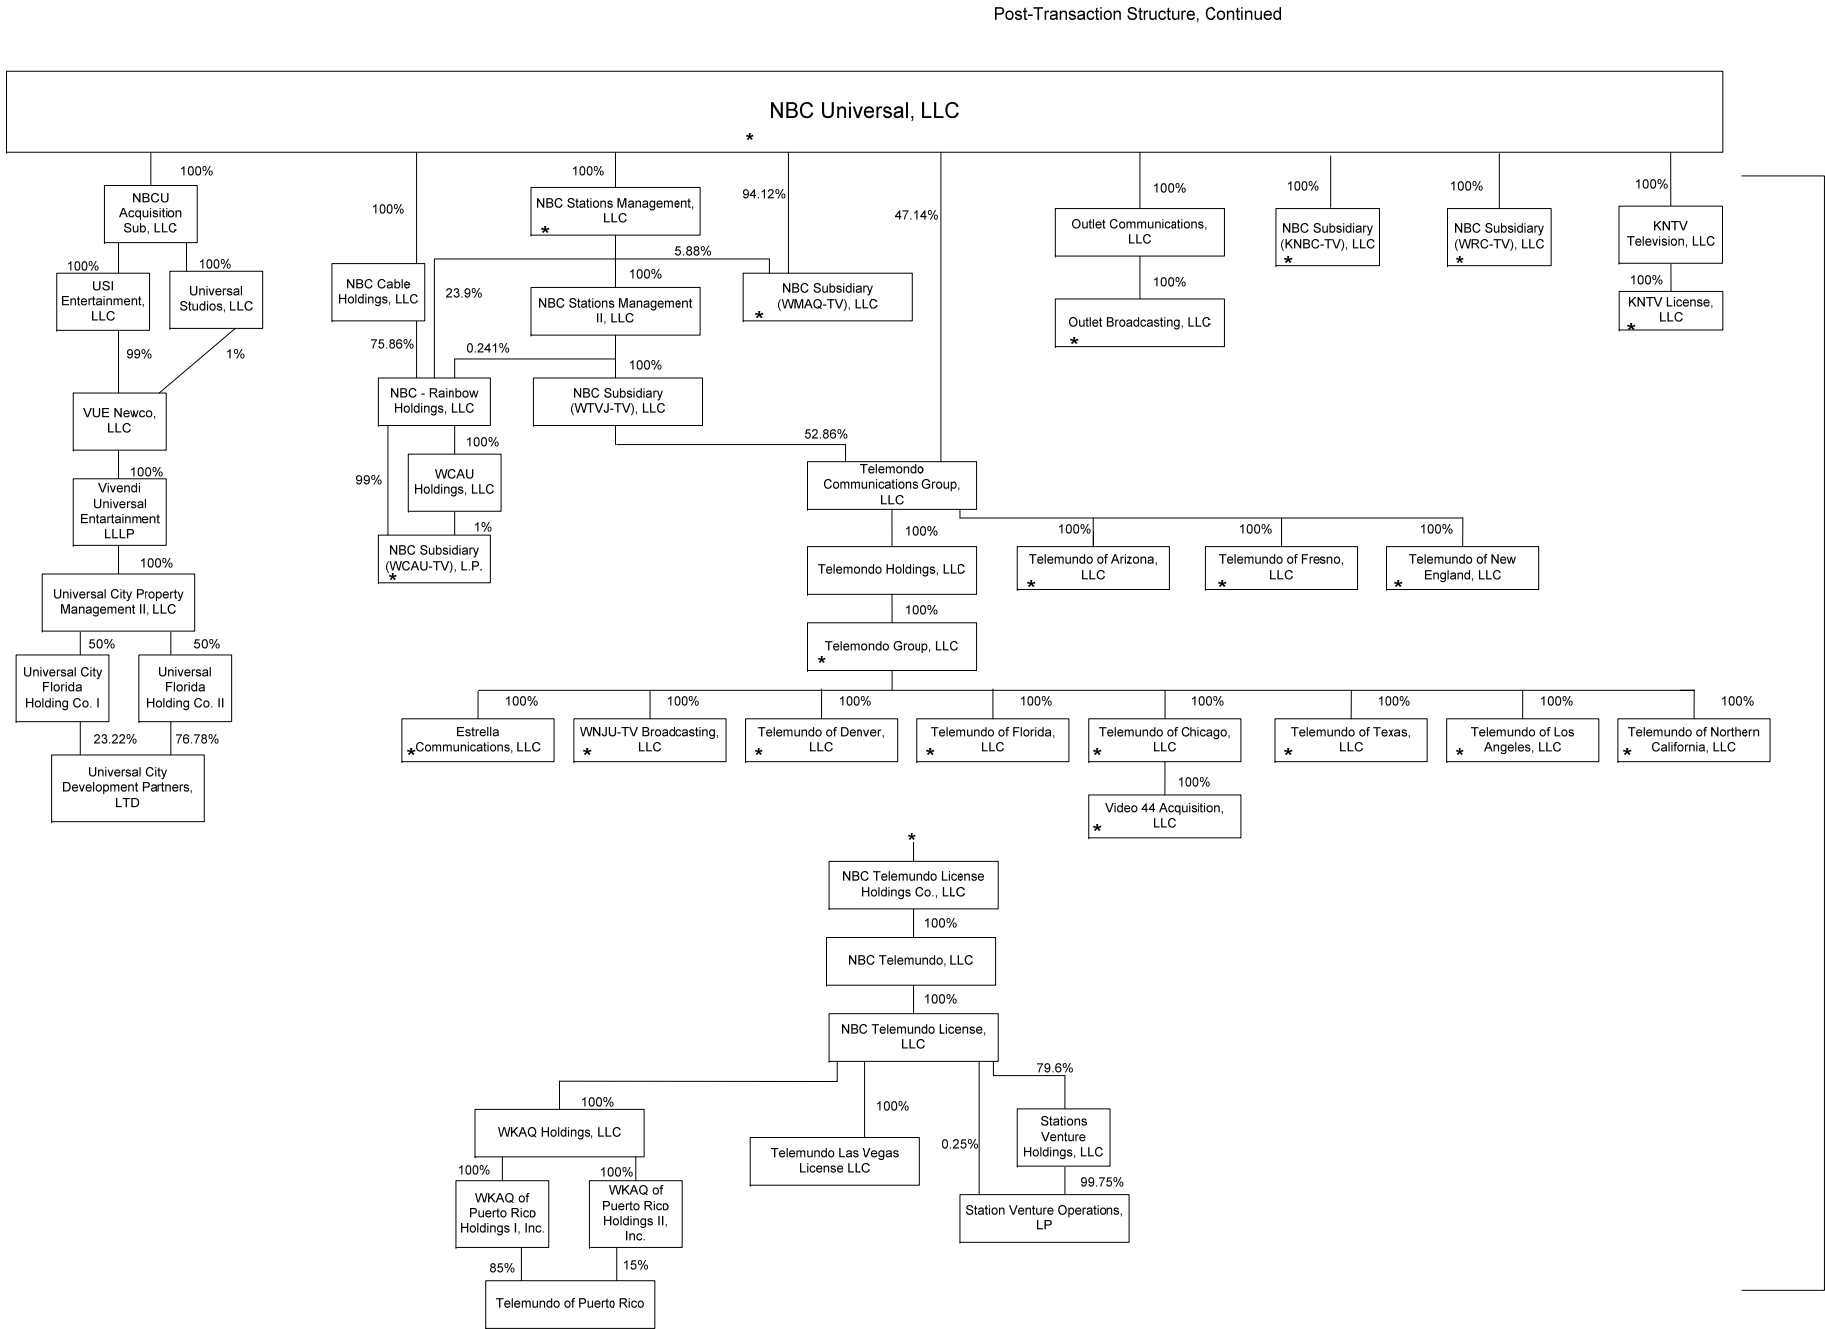 Post-Transaction Structure, Continued
NBC Universal, LLC
*
100%
NBCU
Acquisition
Sub, LLC
100%
USI
Entertainment,
LLC
100%
Universal
Studios, LLC
99%
1%
VUE Newco,
LLC
100%
Vivendi
Universal
Entartainment
LLLP
100%
Universal City Property
Management II, LLC
50%
50%
Universal City
Florida
Holding Co. I
Universal
Florida
Holding Co. II
23.22%
76.78%
Universal City
Development Partners,
LTD
100%
NBC Cable
Holdings, LLC
75.86%
23.9%
0.241%
NBC - Rainbow
Holdings, LLC
99%
100%
WCAU
Holdings, LLC
1%
NBC Subsidiary
(WCAU-TV), L.P.
*
100%
NBC Stations Management,
LLC
*
5.88%
100%
NBC Stations Management
II, LLC
100%
NBC Subsidiary
(WTVJ-TV), LLC
52.86%
94.12%
NBC Subsidiary
(WMAQ-TV), LLC
*
47.14%
Telemondo
Communications Group,
LLC
100%
Outlet Communications,
LLC
100%
Outlet Broadcasting, LLC
*
100%
NBC Subsidiary
(KNBC-TV), LLC
*
100%
NBC Subsidiary
(WRC-TV), LLC
*
100%
KNTV
Television, LLC
100%
KNTV License,
LLC
*
100%
Telemondo Holdings, LLC
100%
Telemundo of Arizona,
LLC
*
100%
Telemundo of Fresno,
LLC
*
100%
Telemundo of New
England, LLC
*
100%
Telemondo Group, LLC
*
100%
Estrella
Communications, LLC
*
100%
WNJU-TV Broadcasting,
LLC
*
100%
Telemundo of Denver,
LLC
*
100%
Telemundo of Florida,
LLC
*
100%
Telemundo of Chicago,
LLC
*
100%
Telemundo of Texas,
LLC
*
100%
Telemundo of Los
Angeles, LLC
*
100%
Telemundo of Northern
California, LLC
*
100%
Video 44 Acquisition,
LLC
*
*
NBC Telemundo License
Holdings Co., LLC
100%
NBC Telemundo, LLC
100%
NBC Telemundo License,
LLC
100%
WKAQ Holdings, LLC
100%
100%
WKAQ of
Puerto Rico
Holdings I, Inc.
WKAQ of
Puerto Rico
Holdings II,
Inc.
85%
15%
Telemundo of Puerto Rico
100%
Telemundo Las Vegas
License LLC
0.25%
79.6%
Stations
Venture
Holdings, LLC
99.75%
Station Venture Operations,
LP